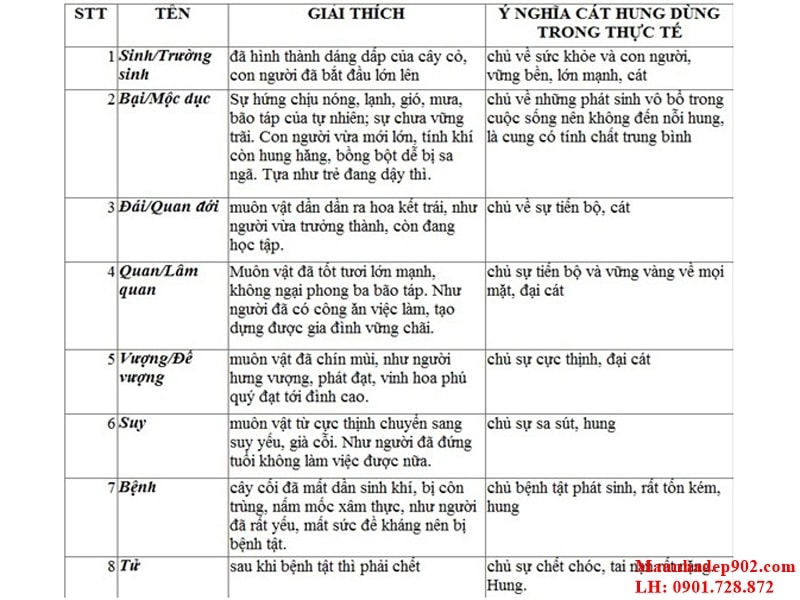 STT TÊN GIẢI THÍCH Ý NGHĨA CÁT HUNG DÙNG
TRONG THỰC TẾ
1 Sinh/Trường đã hình thành dáng dấp của cây cỏ, chủ về sức khỏe và con người,
sinh con người đã bắt đầu lớn lên vững bền, lớn mạnh, cát
2 Bại/Mộc dục Sự hứng chịu nóng, lạnh, gió, mưa, chủ về những phát sinh vô bổ trong
bão táp của tự nhiên; sự chưa vững cuộc sống nên không đến nỗi hung,
trãi. Con người vừa mới lớn, tính khí là cung có tính chất trung bình
còn hung hăng, bồng bột dễ bị sa
ngã. Tựa như trẻ đang dậy thì.
3 Đái/Quan đới muôn vật dần dần ra hoa kết trái, như chủ về sự tiến bộ, cát
người vừa trưởng thành, còn đang
học tập.
4 Quan/Lâm Muôn vật đã tốt tươi lớn mạnh, chủ sự tiến bộ và vững vàng về mọi
quan không ngại phong ba bão táp. Như mặt, đại cát
người đã có công ăn việc làm, tạo
dựng được gia đình vững chãi.
5 Vượng/Đế muôn vật đã chín mùi, như người chủ sự cực thịnh, đại cát
vượng hưng vượng, phát đạt, vinh hoa phú
quý đạt tới đỉnh cao.
6 Suy muôn vật từ cực thịnh chuyển sang chủ sự sa sút, hung
suy yếu, già cỗi. Như người đã đứng
tuổi không làm việc được nữa.
7 Bệnh cây cối đã mất dần sinh khí, bị côn chủ bệnh tật phát sinh, rất tốn kém,
trùng, nấm mốc xâm thực, như người hung
đã rất yếu, mất sức đề kháng nên bị
bệnh tật.
8 Tử sau khi bệnh tật thì phải chết chủ sự chết chóc, tai
Hung.
Mautuhadep902.com
LH: 0901.728.872